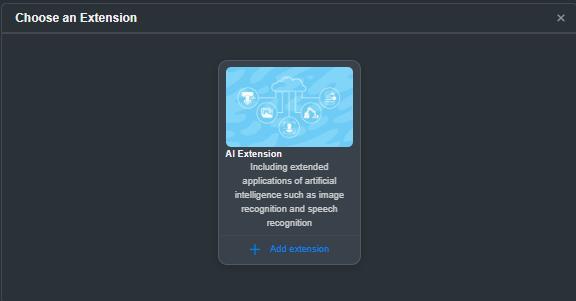 Choose an Extension
AI Extension
Including extended
applications of artificial
intelligence such as image
recognition and speech
recognition
Add extension